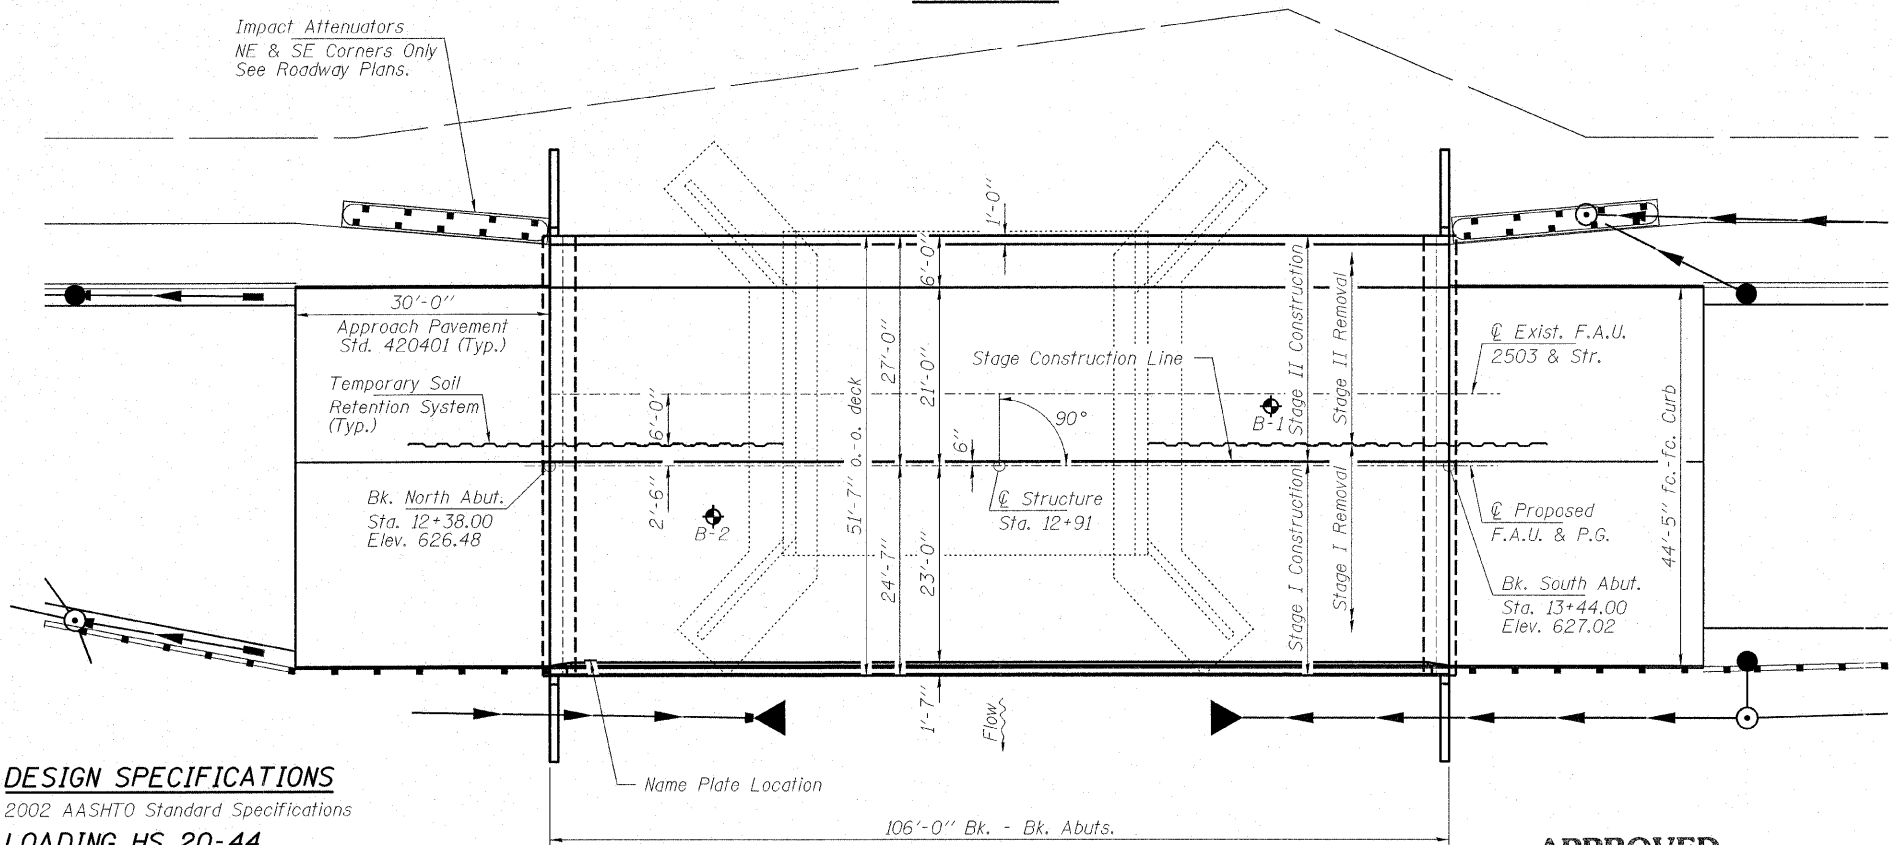 Impact Attenuators
NE & SE Corners Only
See Roadway Plans.
1'-0"
6'-0"
30'-0"
Approach Pavement
Std. 420401 (Typ.)
Temporary Soil
Retention System
(Typ.)
6'-0"
2'-6"
51'-7" o.-o. deck
27'-0"
21'-0"
24'-7"
23'-0"
1'-7"
Stage Construction Line
90°
6"
B-1
B-2
Stage II Construction
Stage II Removal
Stage I Construction
Stage I Removal
℄ Exist. F.A.U.
2503 & Str.
44'-5" fc.-fc. Curb
Bk. North Abut.
Sta. 12+38.00
Elev. 626.48
℄ Structure
Sta. 12+91
℄ Proposed
F.A.U. & P.G.
Bk. South Abut.
Sta. 13+44.00
Elev. 627.02
Flow
Name Plate Location
106'-0" Bk. - Bk. Abuts.
DESIGN SPECIFICATIONS
2002 AASHTO Standard Specifications
LOADING HS 20-44
APPROVED